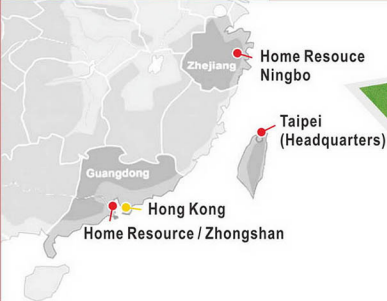 Zhejiang
Home Resouce
Ningbo
Taipei
(Headquarters)
Guangdong
Hong Kong
Home Resource / Zhongshan